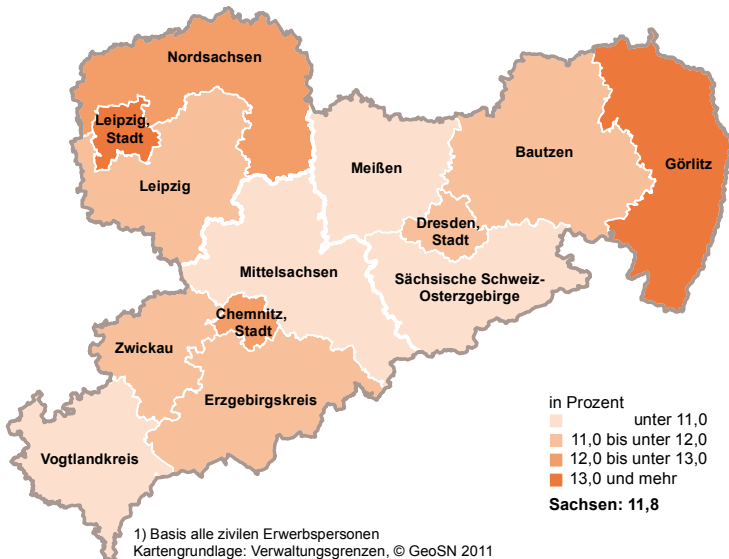 Nordsachsen
Leipzig,
Stadt
Leipzig
Meißen
Bautzen
Görlitz
Dresden,
Stadt
Mittelsachsen
Sächsische Schweiz-
Osterzgebirge
Chemnitz,
Stadt
Zwickau
Erzgebirgskreis
Vogtlandkreis
in Prozent
unter 11,0
11,0 bis unter 12,0
12,0 bis unter 13,0
13,0 und mehr
Sachsen: 11,8
1) Basis alle zivilen Erwerbspersonen
Kartengrundlage: Verwaltungsgrenzen, © GeoSN 2011